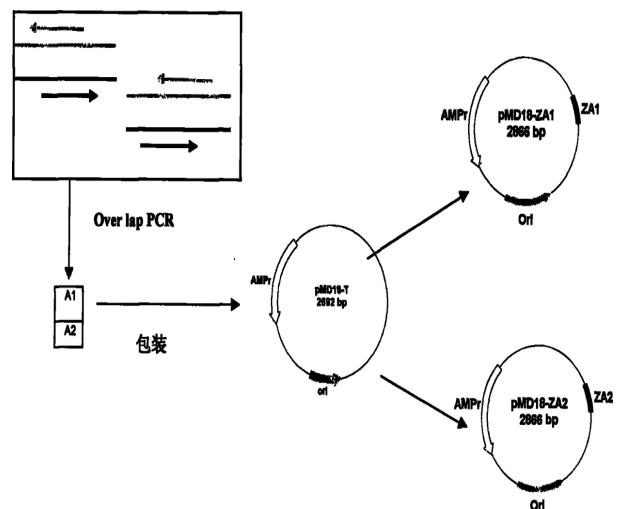 Over lap PCR
A1
A2
包装
AMPr
pMD18-T
2692 bp
ori
AMPr
pMD18-ZA1
2866 bp
ZA1
Ori
AMPr
pMD18-ZA2
2866 bp
ZA2
Ori